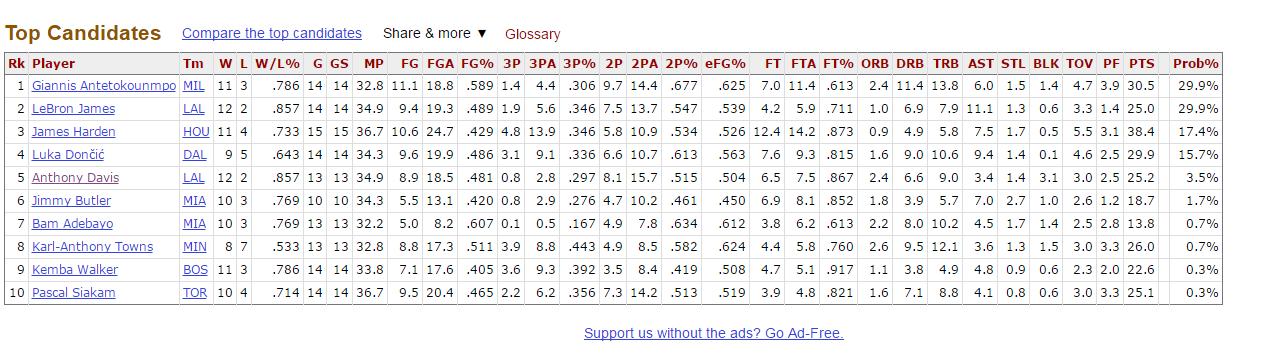 Top Candidates Compare the top candidates Share & more ▼ Glossary
Rk Player Tm W L W/L% G GS MP FG FGA FG% 3P 3PA 3P% 2P 2PA 2P% eFG% FT FTA FT% ORB DRB TRB AST STL BLK TOV PF PTS Prob%
1 Giannis Antetokounmpo MIL 11 3 .786 14 14 32.8 11.1 18.8 .589 1.4 4.4 .306 9.7 14.4 .677 .625 7.0 11.4 .613 2.4 11.4 13.8 6.0 1.5 1.4 4.7 3.9 30.5 29.9%
2 LeBron James LAL 12 2 .857 14 14 34.9 9.4 19.3 .489 1.9 5.6 .346 7.5 13.7 .547 .539 4.2 5.9 .711 1.0 6.9 7.9 11.1 1.3 0.6 3.3 1.4 25.0 29.9%
3 James Harden HOU 11 4 .733 15 15 36.7 10.6 24.7 .429 4.8 13.9 .346 5.8 10.9 .534 .526 12.4 14.2 .873 0.9 4.9 5.8 7.5 1.7 0.5 5.5 3.1 38.4 17.4%
4 Luka Dončić DAL 9 5 .643 14 14 34.3 9.6 19.9 .486 3.1 9.1 .336 6.6 10.7 .613 .563 7.6 9.3 .815 1.6 9.0 10.6 9.4 1.4 0.1 4.6 2.5 29.9 15.7%
5 Anthony Davis LAL 12 2 .857 13 13 34.9 8.9 18.5 .481 0.8 2.8 .297 8.1 15.7 .515 .504 6.5 7.5 .867 2.4 6.6 9.0 3.4 1.4 3.1 3.0 2.5 25.2 3.5%
6 Jimmy Butler MIA 10 3 .769 10 10 34.3 5.5 13.1 .420 0.8 2.9 .276 4.7 10.2 .461 .450 6.9 8.1 .852 1.8 3.9 5.7 7.0 2.7 1.0 2.6 1.2 18.7 1.7%
7 Bam Adebayo MIA 10 3 .769 13 13 32.2 5.0 8.2 .607 0.1 0.5 .167 4.9 7.8 .634 .612 3.8 6.2 .613 2.2 8.0 10.2 4.5 1.7 1.4 2.5 2.8 13.8 0.7%
8 Karl-Anthony Towns MIN 8 7 .533 13 13 32.8 8.8 17.3 .511 3.9 8.8 .443 4.9 8.5 .582 .624 4.4 5.8 .760 2.6 9.5 12.1 3.6 1.3 1.5 3.0 3.3 26.0 0.7%
9 Kemba Walker BOS 11 3 .786 14 14 33.8 7.1 17.6 .405 3.6 9.3 .392 3.5 8.4 .419 .508 4.7 5.1 .917 1.1 3.8 4.9 4.8 0.9 0.6 2.3 2.0 22.6 0.3%
10 Pascal Siakam TOR 10 4 .714 14 14 36.7 9.5 20.4 .465 2.2 6.2 .356 7.3 14.2 .513 .519 3.9 4.8 .821 1.6 7.1 8.8 4.1 0.8 0.6 3.0 3.3 25.1 0.3%
Support us without the ads? Go Ad-Free.